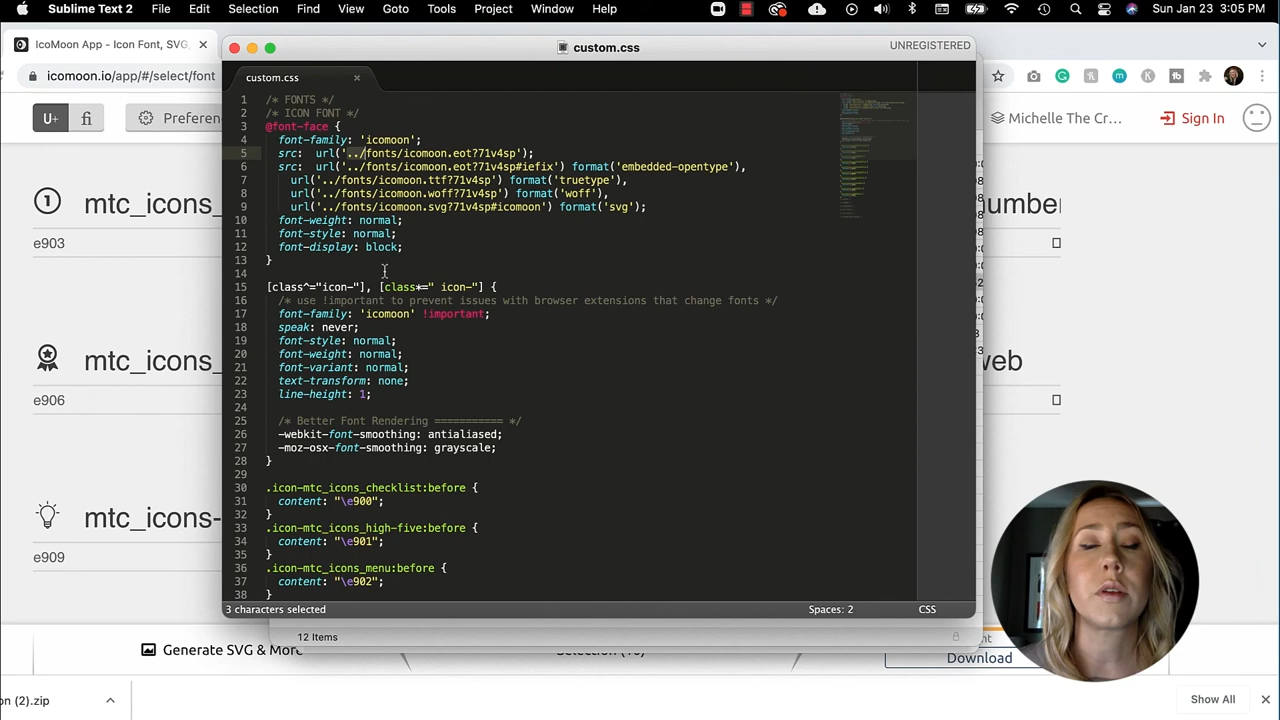 Sublime Text 2 File Edit Selection Find View Goto Tools Project Window Help Sun Jan 23 3:05 PM
IcoMoon App - Icon Font, SVG,
icomoon.io/app/#/select/font
custom.css
UNREGISTERED
custom.css
U+ fi Preferen
Michelle The Cr... Sign In
1 /* FONTS */
2 /* ICON FONT */
3 @font-face {
4 font-family: 'icomoon';
5 src: url('../fonts/icomoon.eot?71v4sp');
6 src: url('../fonts/icomoon.eot?71v4sp#iefix') format('embedded-opentype'),
7 url('../fonts/icomoon.ttf?71v4sp') format('truetype'),
8 url('../fonts/icomoon.woff?71v4sp') format('woff'),
9 url('../fonts/icomoon.svg?71v4sp#icomoon') format('svg');
10 font-weight: normal;
11 font-style: normal;
12 font-display: block;
13 }
14
15 [class^="icon-"], [class*=" icon-"] {
16 /* use !important to prevent issues with browser extensions that change fonts */
17 font-family: 'icomoon' !important;
18 speak: never;
19 font-style: normal;
20 font-weight: normal;
21 font-variant: normal;
22 text-transform: none;
23 line-height: 1;
24
25 /* Better Font Rendering =========== */
26 -webkit-font-smoothing: antialiased;
27 -moz-osx-font-smoothing: grayscale;
28 }
29
30 .icon-mtc_icons_checklist:before {
31 content: "\e900";
32 }
33 .icon-mtc_icons_high-five:before {
34 content: "\e901";
35 }
36 .icon-mtc_icons_menu:before {
37 content: "\e902";
38 }
3 characters selected
Spaces: 2 CSS
1 mtc_icons_
e903
mtc_icons_
e906
web
mtc_icons-
e909
12 Items
Generate SVG & More
Download
on (2).zip
Show All